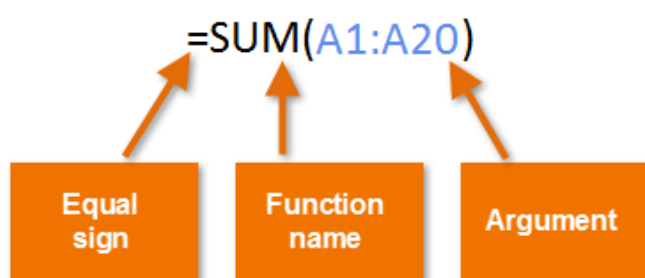 =SUM(A1:A20)
Equal
sign
Function
name
Argument